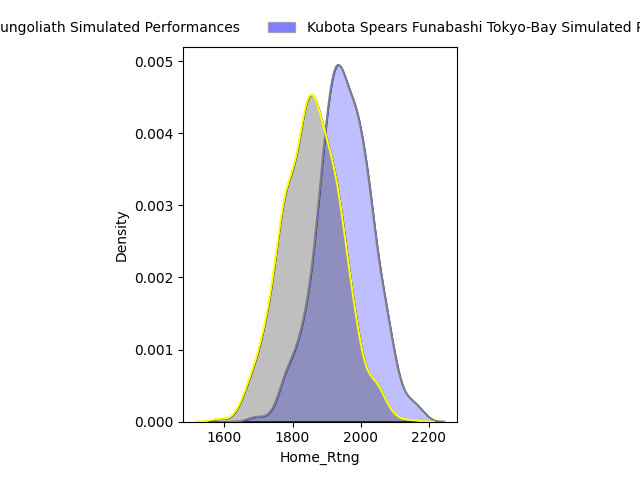 ungoliath Simulated Performances Kubota Spears Funabashi Tokyo-Bay Simulated
0.005
0.004
0.003
0.002
0.001
0.000
Density
1600 1800 2000 2200
Home_Rtng